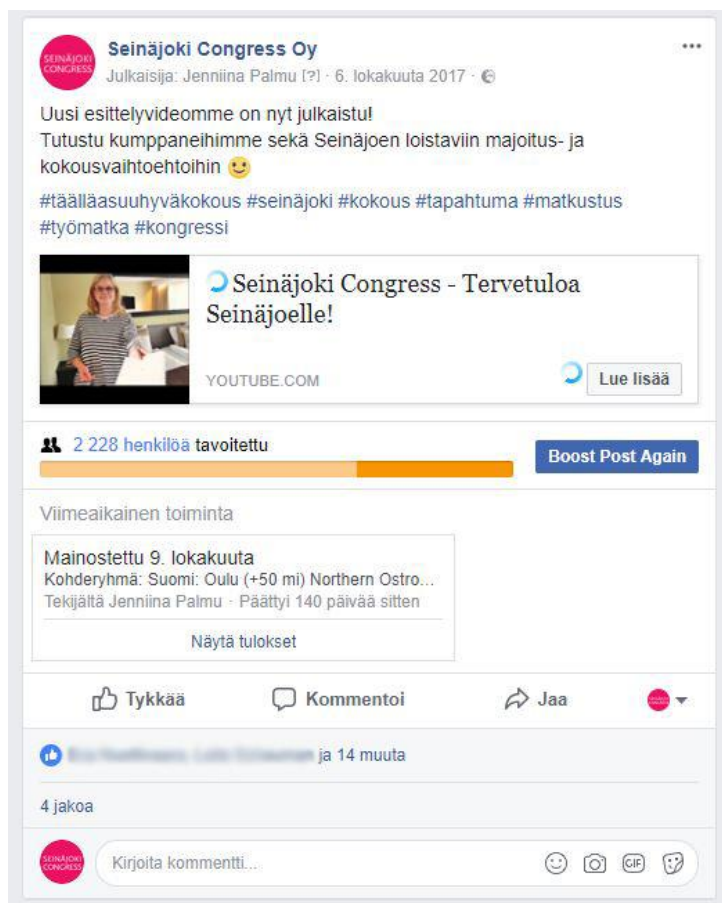 SEINÄJOKI
CONGRESS
Seinäjoki Congress Oy
Julkaisija: Jenniina Palmu [?] · 6. lokakuuta 2017 ·
Uusi esittelyvideomme on nyt julkaistu!
Tutustu kumppaneihimme sekä Seinäjoen loistaviin majoitus- ja
kokousvaihtoehtoihin 🙂
#täälläasuuhyväkokous #seinäjoki #kokous #tapahtuma #matkustus
#työmatka #kongressi
Seinäjoki Congress - Tervetuloa
Seinäjoelle!
YOUTUBE.COM
Lue lisää
2 228 henkilöä tavoitettu
Boost Post Again
Viimeaikainen toiminta
Mainostettu 9. lokakuuta
Kohderyhmä: Suomi: Oulu (+50 mi) Northern Ostro...
Tekijältä Jenniina Palmu · Päättyi 140 päivää sitten
Näytä tulokset
Tykkää Kommentoi Jaa
ja 14 muuta
4 jakoa
SEINÄJOKI
CONGRESS
Kirjoita kommentti...
GIF